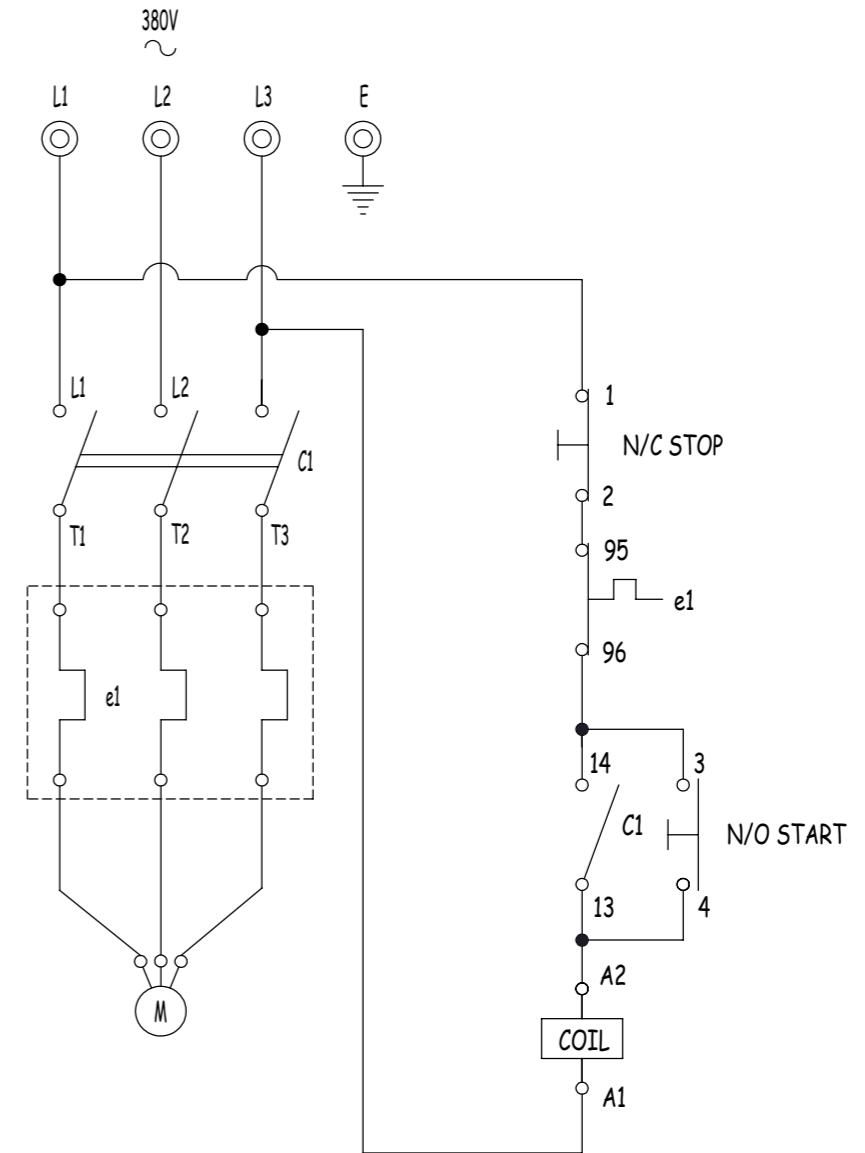 380V
L1 L2 L3 E
L1 L2
C1
T1 T2 T3
e1
M
1
N/C STOP
2
95
e1
96
14 3
C1
N/O START
13 4
A2
COIL
A1